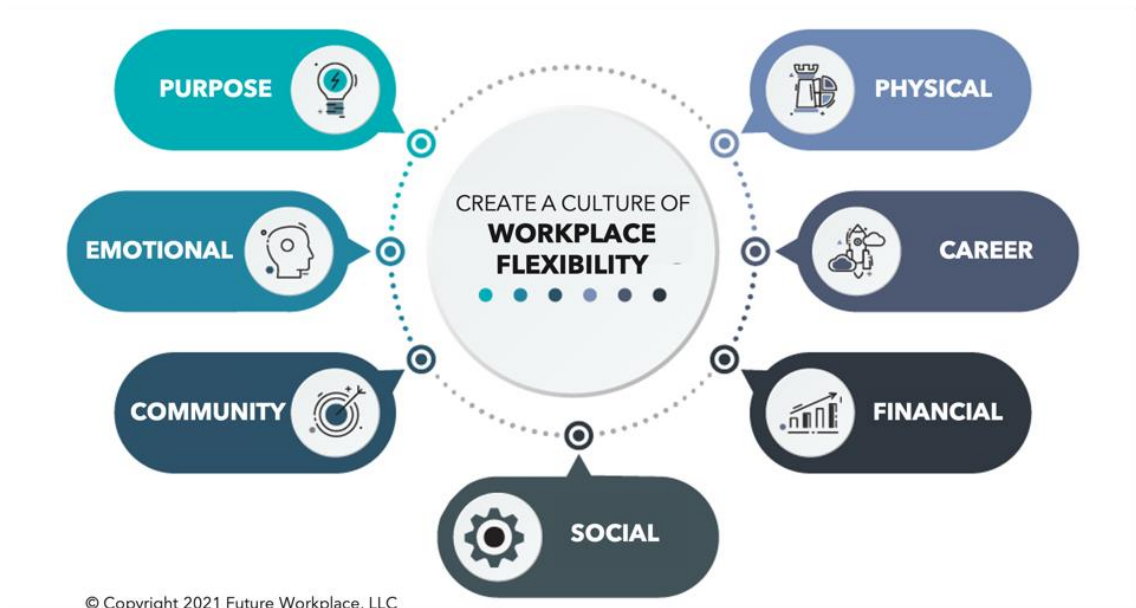 PURPOSE
PHYSICAL
CREATE A CULTURE OF
WORKPLACE
FLEXIBILITY
EMOTIONAL
CAREER
COMMUNITY
FINANCIAL
SOCIAL
© Copyright 2021 Future Workplace, LLC